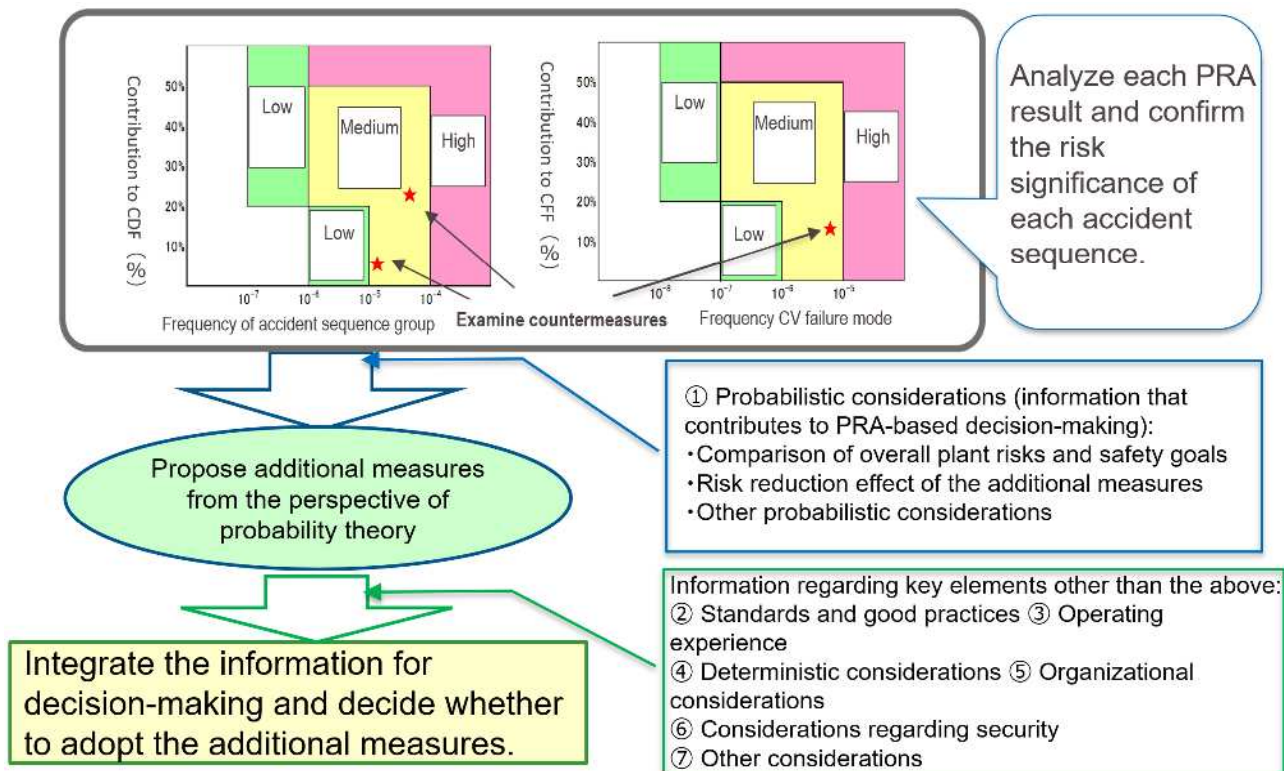 Contribution to CDF (%)
50%
40%
30%
20%
10%
Low
Medium
High
Low
10⁻⁷
10⁻⁶
10⁻⁵
10⁻⁴
Frequency of accident sequence group
Examine countermeasures
Contribution to CFF (%)
50%
40%
30%
20%
10%
Low
Medium
High
Low
10⁻⁸
10⁻⁷
10⁻⁶
10⁻⁵
Frequency CV failure mode
Analyze each PRA
result and confirm
the risk
significance of
each accident
sequence.
① Probabilistic considerations (information that
contributes to PRA-based decision-making):
・Comparison of overall plant risks and safety goals
・Risk reduction effect of the additional measures
・Other probabilistic considerations
Propose additional measures
from the perspective of
probability theory
Information regarding key elements other than the above:
② Standards and good practices ③ Operating
experience
④ Deterministic considerations ⑤ Organizational
considerations
⑥ Considerations regarding security
⑦ Other considerations
Integrate the information for
decision-making and decide whether
to adopt the additional measures.